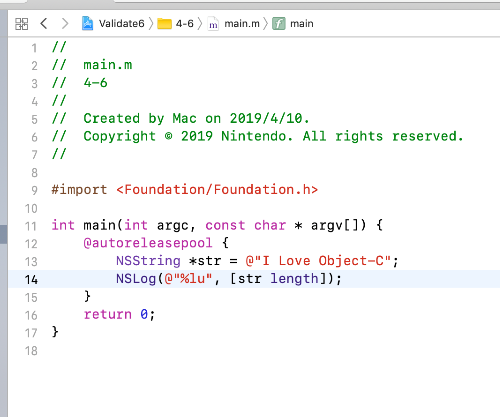 Validate6 > 4-6 > m main.m > f main
1 //
2 // main.m
3 // 4-6
4 //
5 // Created by Mac on 2019/4/10.
6 // Copyright © 2019 Nintendo. All rights reserved.
7 //
8
9 #import <Foundation/Foundation.h>
10
11 int main(int argc, const char * argv[]) {
12 @autoreleasepool {
13 NSString *str = @"I Love Object-C";
14 NSLog(@"%lu", [str length]);
15 }
16 return 0;
17 }
18